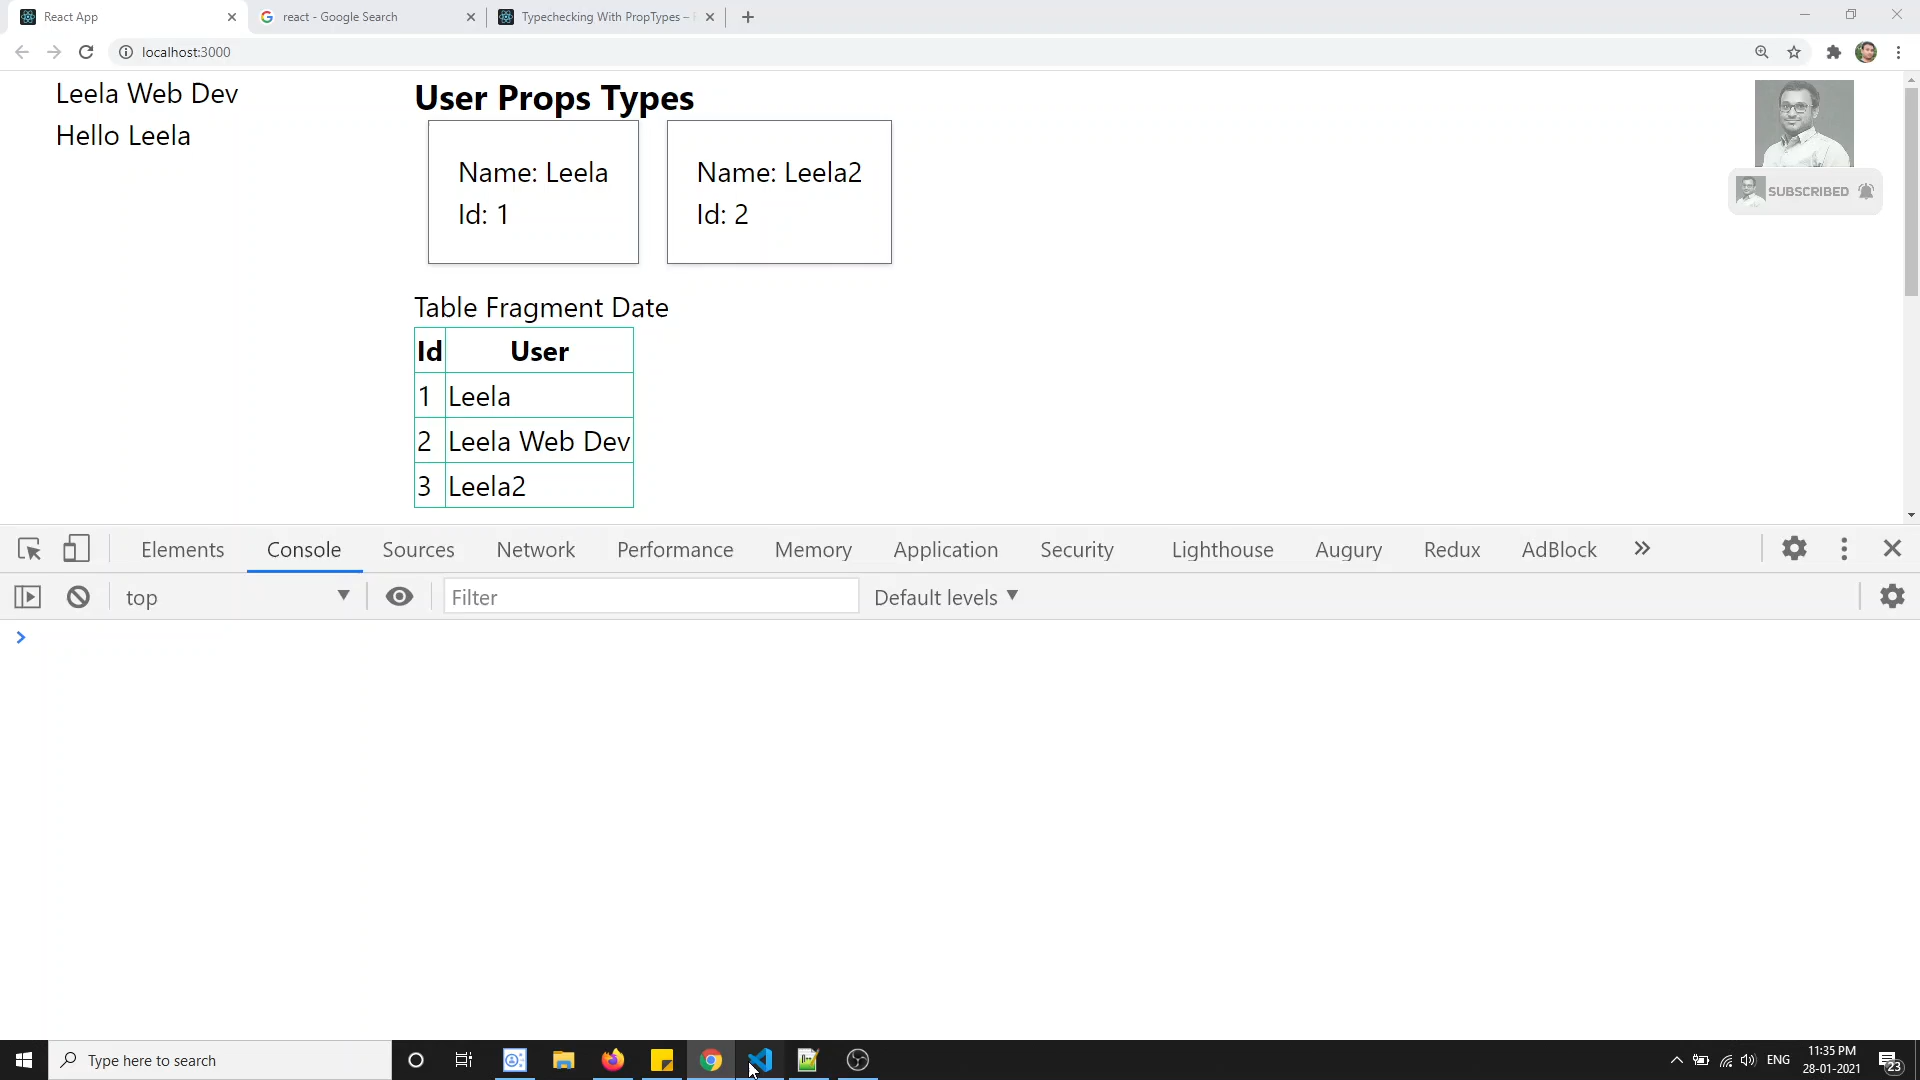 React App
react - Google Search
Typechecking With PropTypes –
localhost:3000
Leela Web Dev
Hello Leela
User Props Types
Name: Leela
Id: 1
Name: Leela2
Id: 2
SUBSCRIBED
Table Fragment Date
Id User
1 Leela
2 Leela Web Dev
3 Leela2
Elements Console Sources Network Performance Memory Application Security Lighthouse Augury Redux AdBlock
top Filter Default levels
Type here to search
ENG
11:35 PM
28-01-2021
23